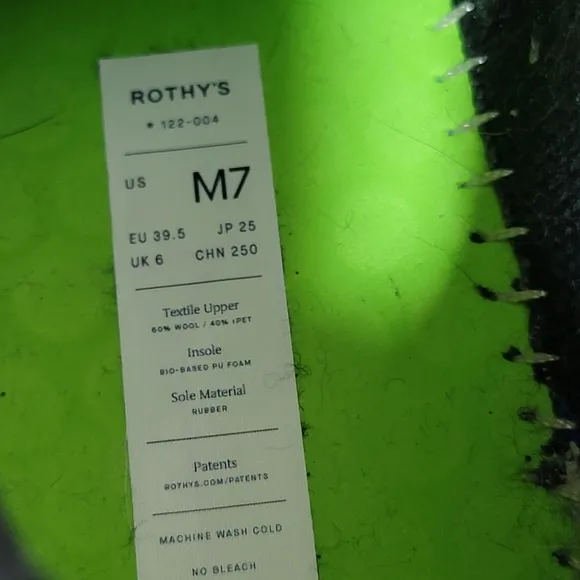 ROTHY'S
* 122-004
US M7
EU 39.5 JP 25
UK 6 CHN 250
Textile Upper
60% WOOL / 40% rPET
Insole
BIO-BASED PU FOAM
Sole Material
RUBBER
Patents
ROTHYS.COM/PATENTS
MACHINE WASH COLD
NO BLEACH